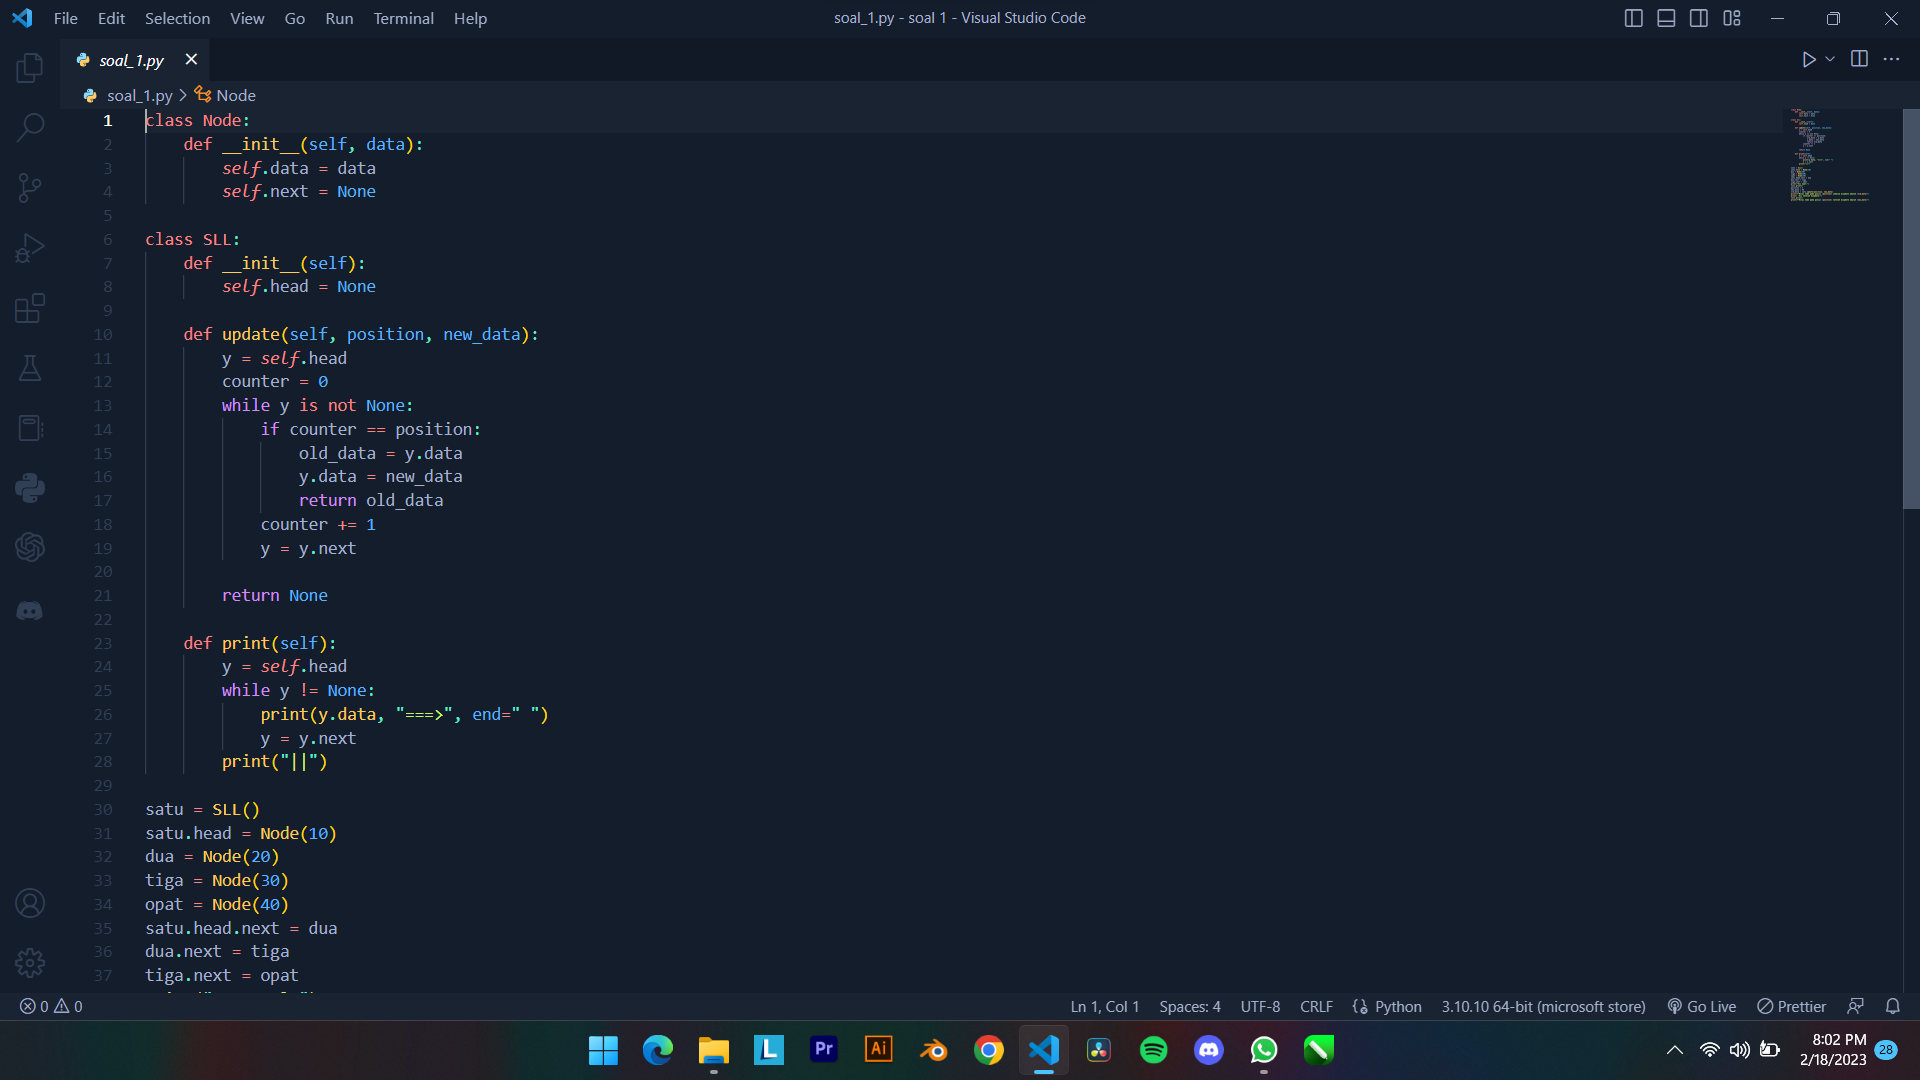 File Edit Selection View Go Run Terminal Help
soal_1.py - soal 1 - Visual Studio Code
soal_1.py
soal_1.py > Node
1 class Node:
2     def __init__(self, data):
3         self.data = data
4         self.next = None
5
6 class SLL:
7     def __init__(self):
8         self.head = None
9
10     def update(self, position, new_data):
11         y = self.head
12         counter = 0
13         while y is not None:
14             if counter == position:
15                 old_data = y.data
16                 y.data = new_data
17                 return old_data
18             counter += 1
19             y = y.next
20
21         return None
22
23     def print(self):
24         y = self.head
25         while y != None:
26             print(y.data, "===>", end=" ")
27             y = y.next
28         print("||")
29
30 satu = SLL()
31 satu.head = Node(10)
32 dua = Node(20)
33 tiga = Node(30)
34 opat = Node(40)
35 satu.head.next = dua
36 dua.next = tiga
37 tiga.next = opat
0 0
Ln 1, Col 1 Spaces: 4 UTF-8 CRLF Python 3.10.10 64-bit (microsoft store) Go Live Prettier
L Pr Ai
8:02 PM
2/18/2023 28